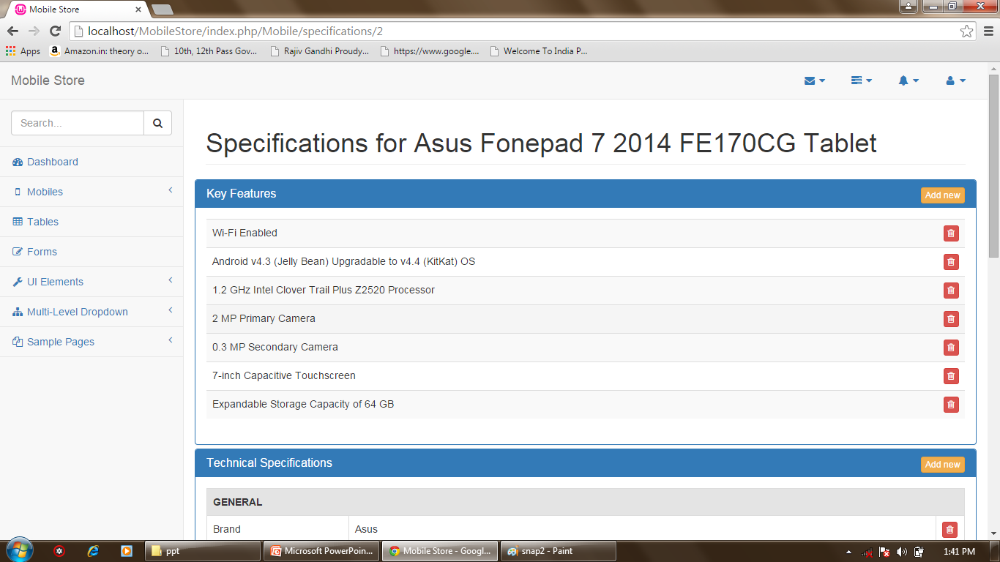 Mobile Store
localhost/MobileStore/index.php/Mobile/specifications/2
Apps
Amazon.in: theory o...
10th, 12th Pass Gov...
Rajiv Gandhi Proudy...
https://www.google....
Welcome To India P...
Mobile Store
Search...
Dashboard
Mobiles
Tables
Forms
UI Elements
Multi-Level Dropdown
Sample Pages
Specifications for Asus Fonepad 7 2014 FE170CG Tablet
Key Features
Add new
Wi-Fi Enabled
Android v4.3 (Jelly Bean) Upgradable to v4.4 (KitKat) OS
1.2 GHz Intel Clover Trail Plus Z2520 Processor
2 MP Primary Camera
0.3 MP Secondary Camera
7-inch Capacitive Touchscreen
Expandable Storage Capacity of 64 GB
Technical Specifications
Add new
GENERAL
Brand Asus
ppt
Microsoft PowerPoin...
Mobile Store - Googl...
snap2 - Paint
1:41 PM